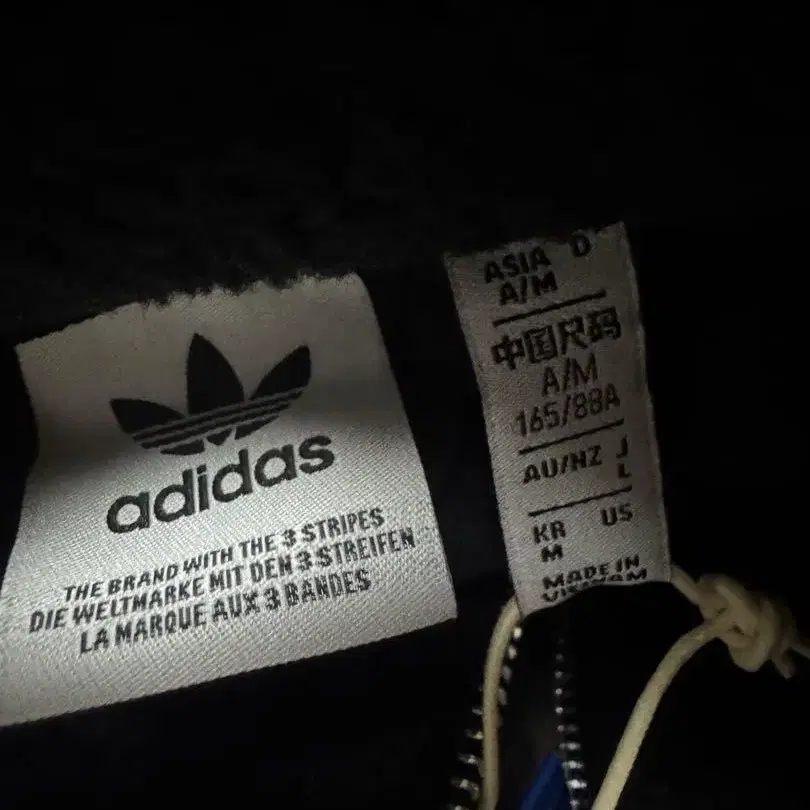 adidas
THE BRAND WITH THE 3 STRIPES
DIE WELTMARKE MIT DEN 3 STREIFEN
LA MARQUE AUX 3 BANDES
ASIA D
A/M
中国尺码
A/M
165/88A
AU/NZ J
L
KR US
M
MADE IN
VIETNAM